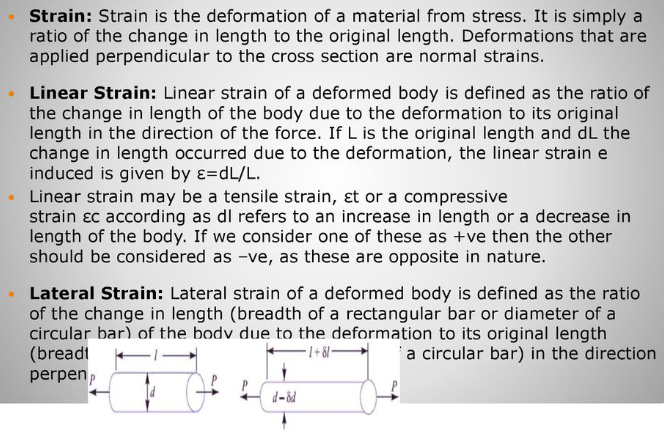 • Strain: Strain is the deformation of a material from stress. It is simply a
ratio of the change in length to the original length. Deformations that are
applied perpendicular to the cross section are normal strains.
• Linear Strain: Linear strain of a deformed body is defined as the ratio of
the change in length of the body due to the deformation to its original
length in the direction of the force. If L is the original length and dL the
change in length occurred due to the deformation, the linear strain e
induced is given by ε=dL/L.
• Linear strain may be a tensile strain, εt or a compressive
strain εc according as dl refers to an increase in length or a decrease in
length of the body. If we consider one of these as +ve then the other
should be considered as –ve, as these are opposite in nature.
• Lateral Strain: Lateral strain of a deformed body is defined as the ratio
of the change in length (breadth of a rectangular bar or diameter of a
circular bar) of the body due to the deformation to its original length
(breadt a circular bar) in the direction
perpen
l
l+δl
P
d
P
P
d-δd
P